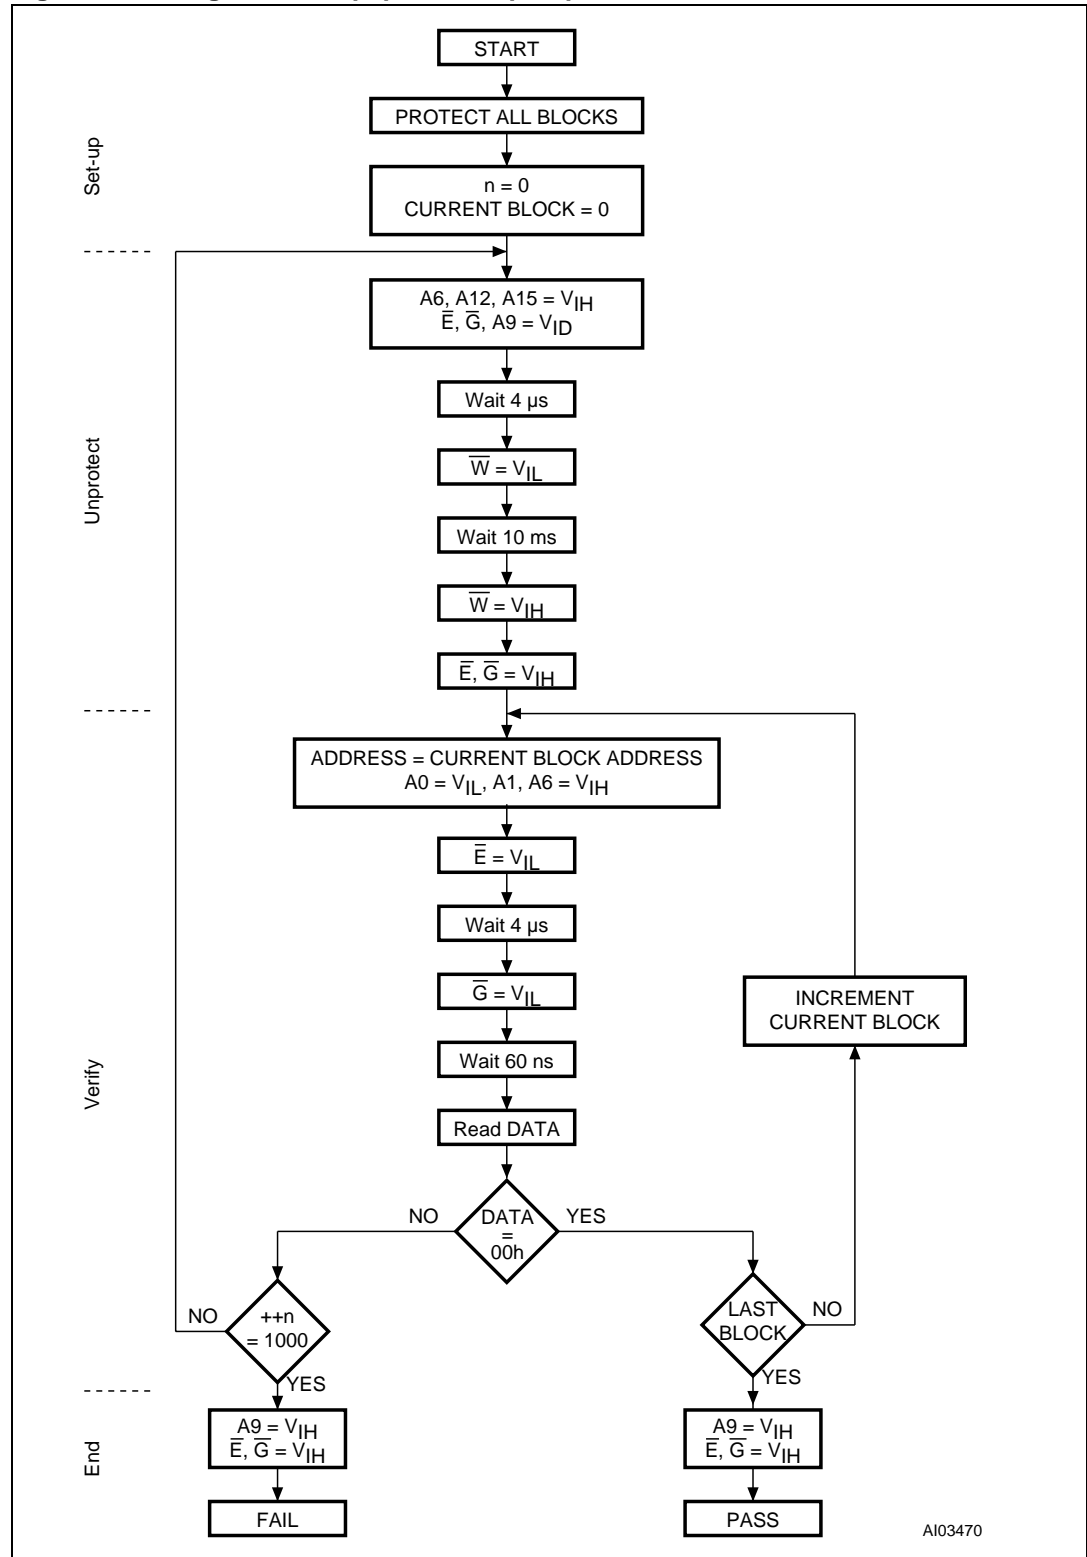 START
PROTECT ALL BLOCKS
Set-up
n = 0
CURRENT BLOCK = 0
A6, A12, A15 = VIH
E̅, G̅, A9 = VID
Wait 4 µs
Unprotect
W̅ = VIL
Wait 10 ms
W̅ = VIH
E̅, G̅ = VIH
ADDRESS = CURRENT BLOCK ADDRESS
A0 = VIL, A1, A6 = VIH
E̅ = VIL
Wait 4 µs
G̅ = VIL
INCREMENT
CURRENT BLOCK
Wait 60 ns
Verify
Read DATA
NO
DATA
=
00h
YES
NO
++n
= 1000
YES
LAST
BLOCK
NO
YES
End
A9 = VIH
E̅, G̅ = VIH
A9 = VIH
E̅, G̅ = VIH
FAIL
PASS
AI03470